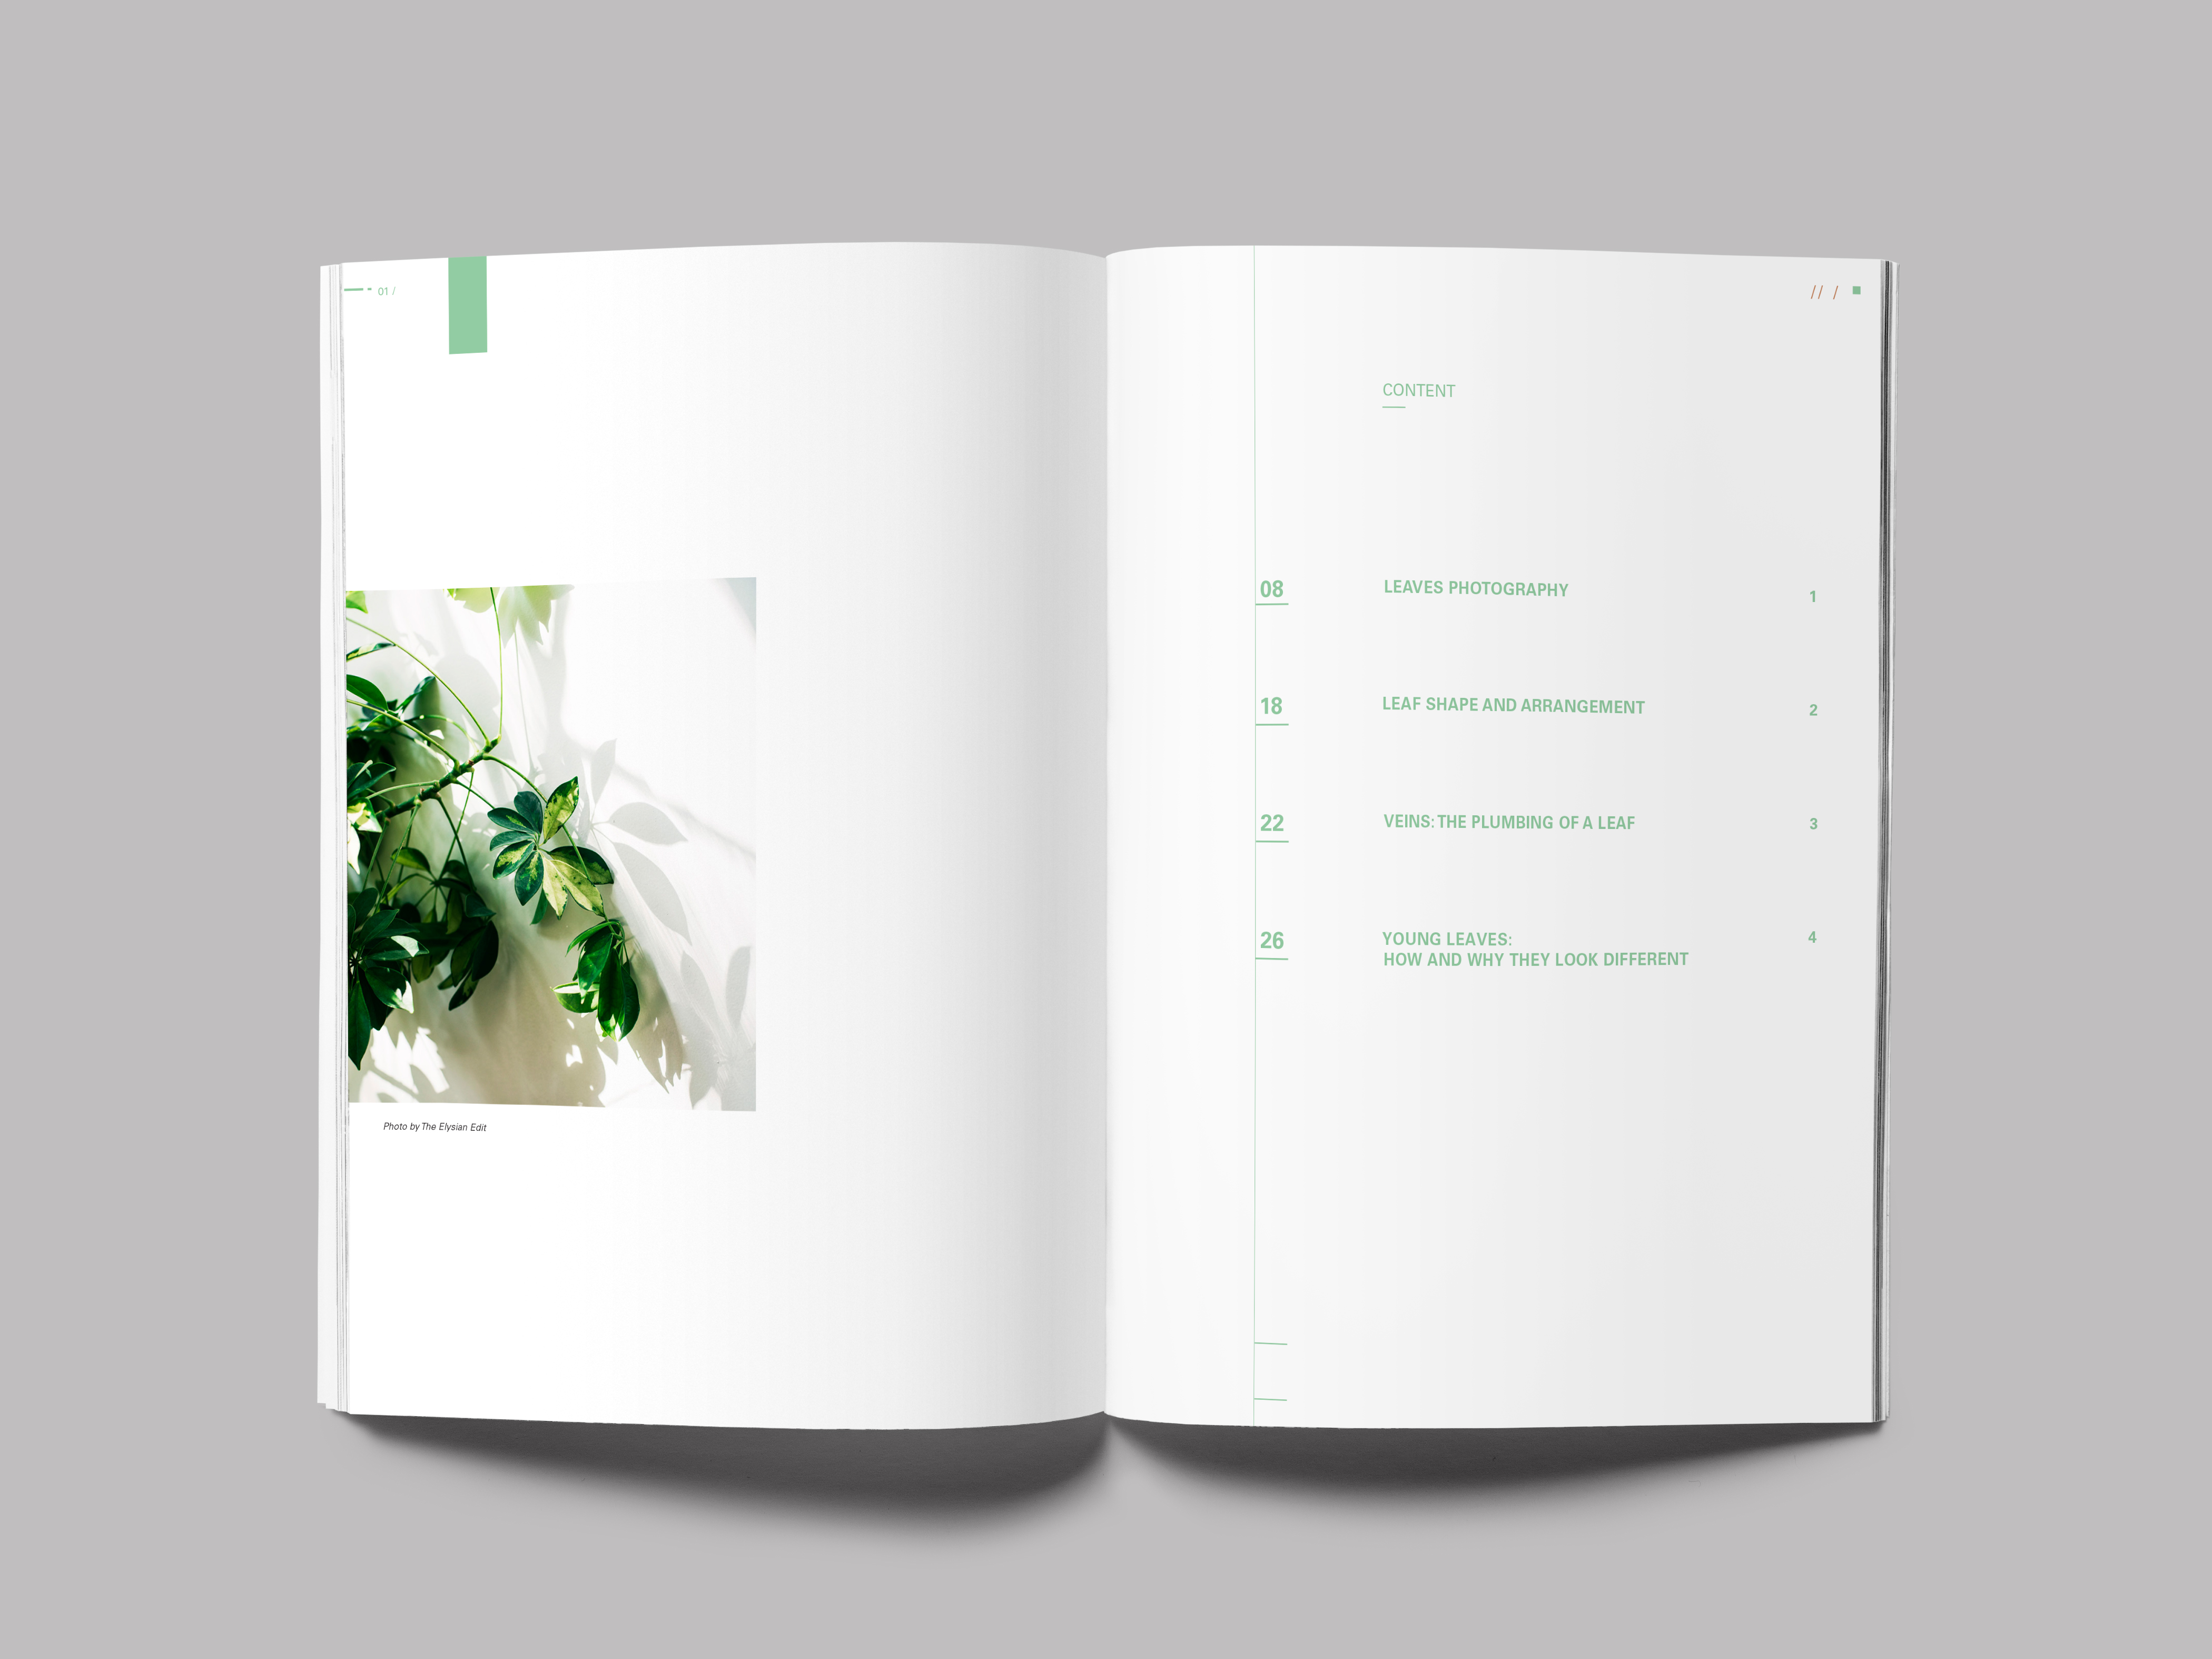 01 /
Photo by The Elysian Edit
// /
CONTENT
08 LEAVES PHOTOGRAPHY 1
18 LEAF SHAPE AND ARRANGEMENT 2
22 VEINS: THE PLUMBING OF A LEAF 3
26 YOUNG LEAVES: 4
HOW AND WHY THEY LOOK DIFFERENT